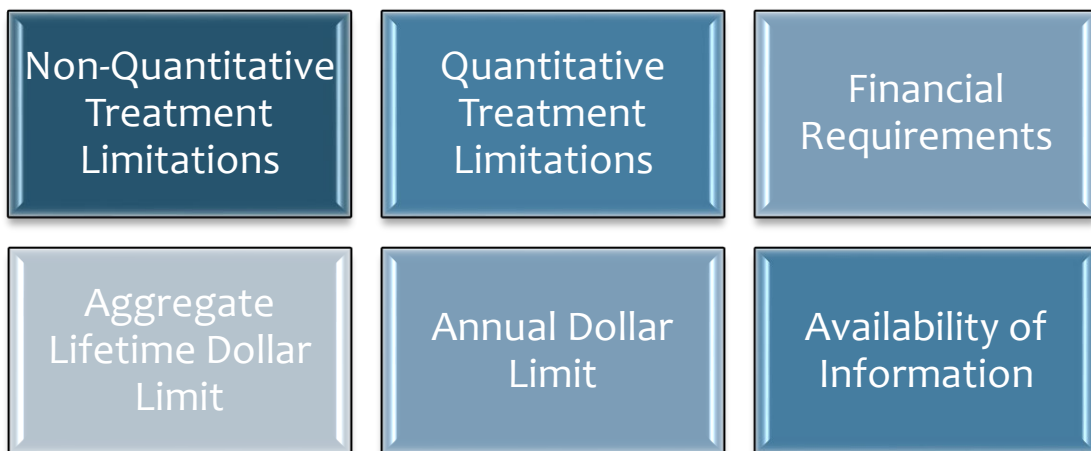 Non-Quantitative
Treatment
Limitations
Quantitative
Treatment
Limitations
Financial
Requirements
Aggregate
Lifetime Dollar
Limit
Annual Dollar
Limit
Availability of
Information